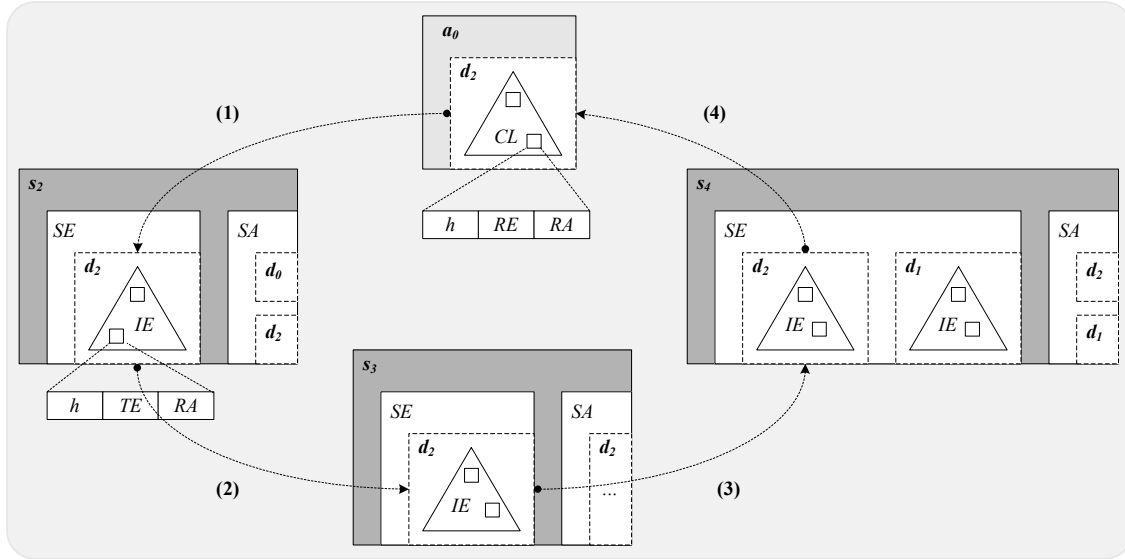 a0
d2
(1)
(4)
CL
s2
s4
h RE RA
SE
SA
SE
SA
d2
d0
d2
d1
d2
IE
d2
IE
IE
d1
s3
h TE RA
SE
SA
d2
d2
(2)
IE
...
(3)